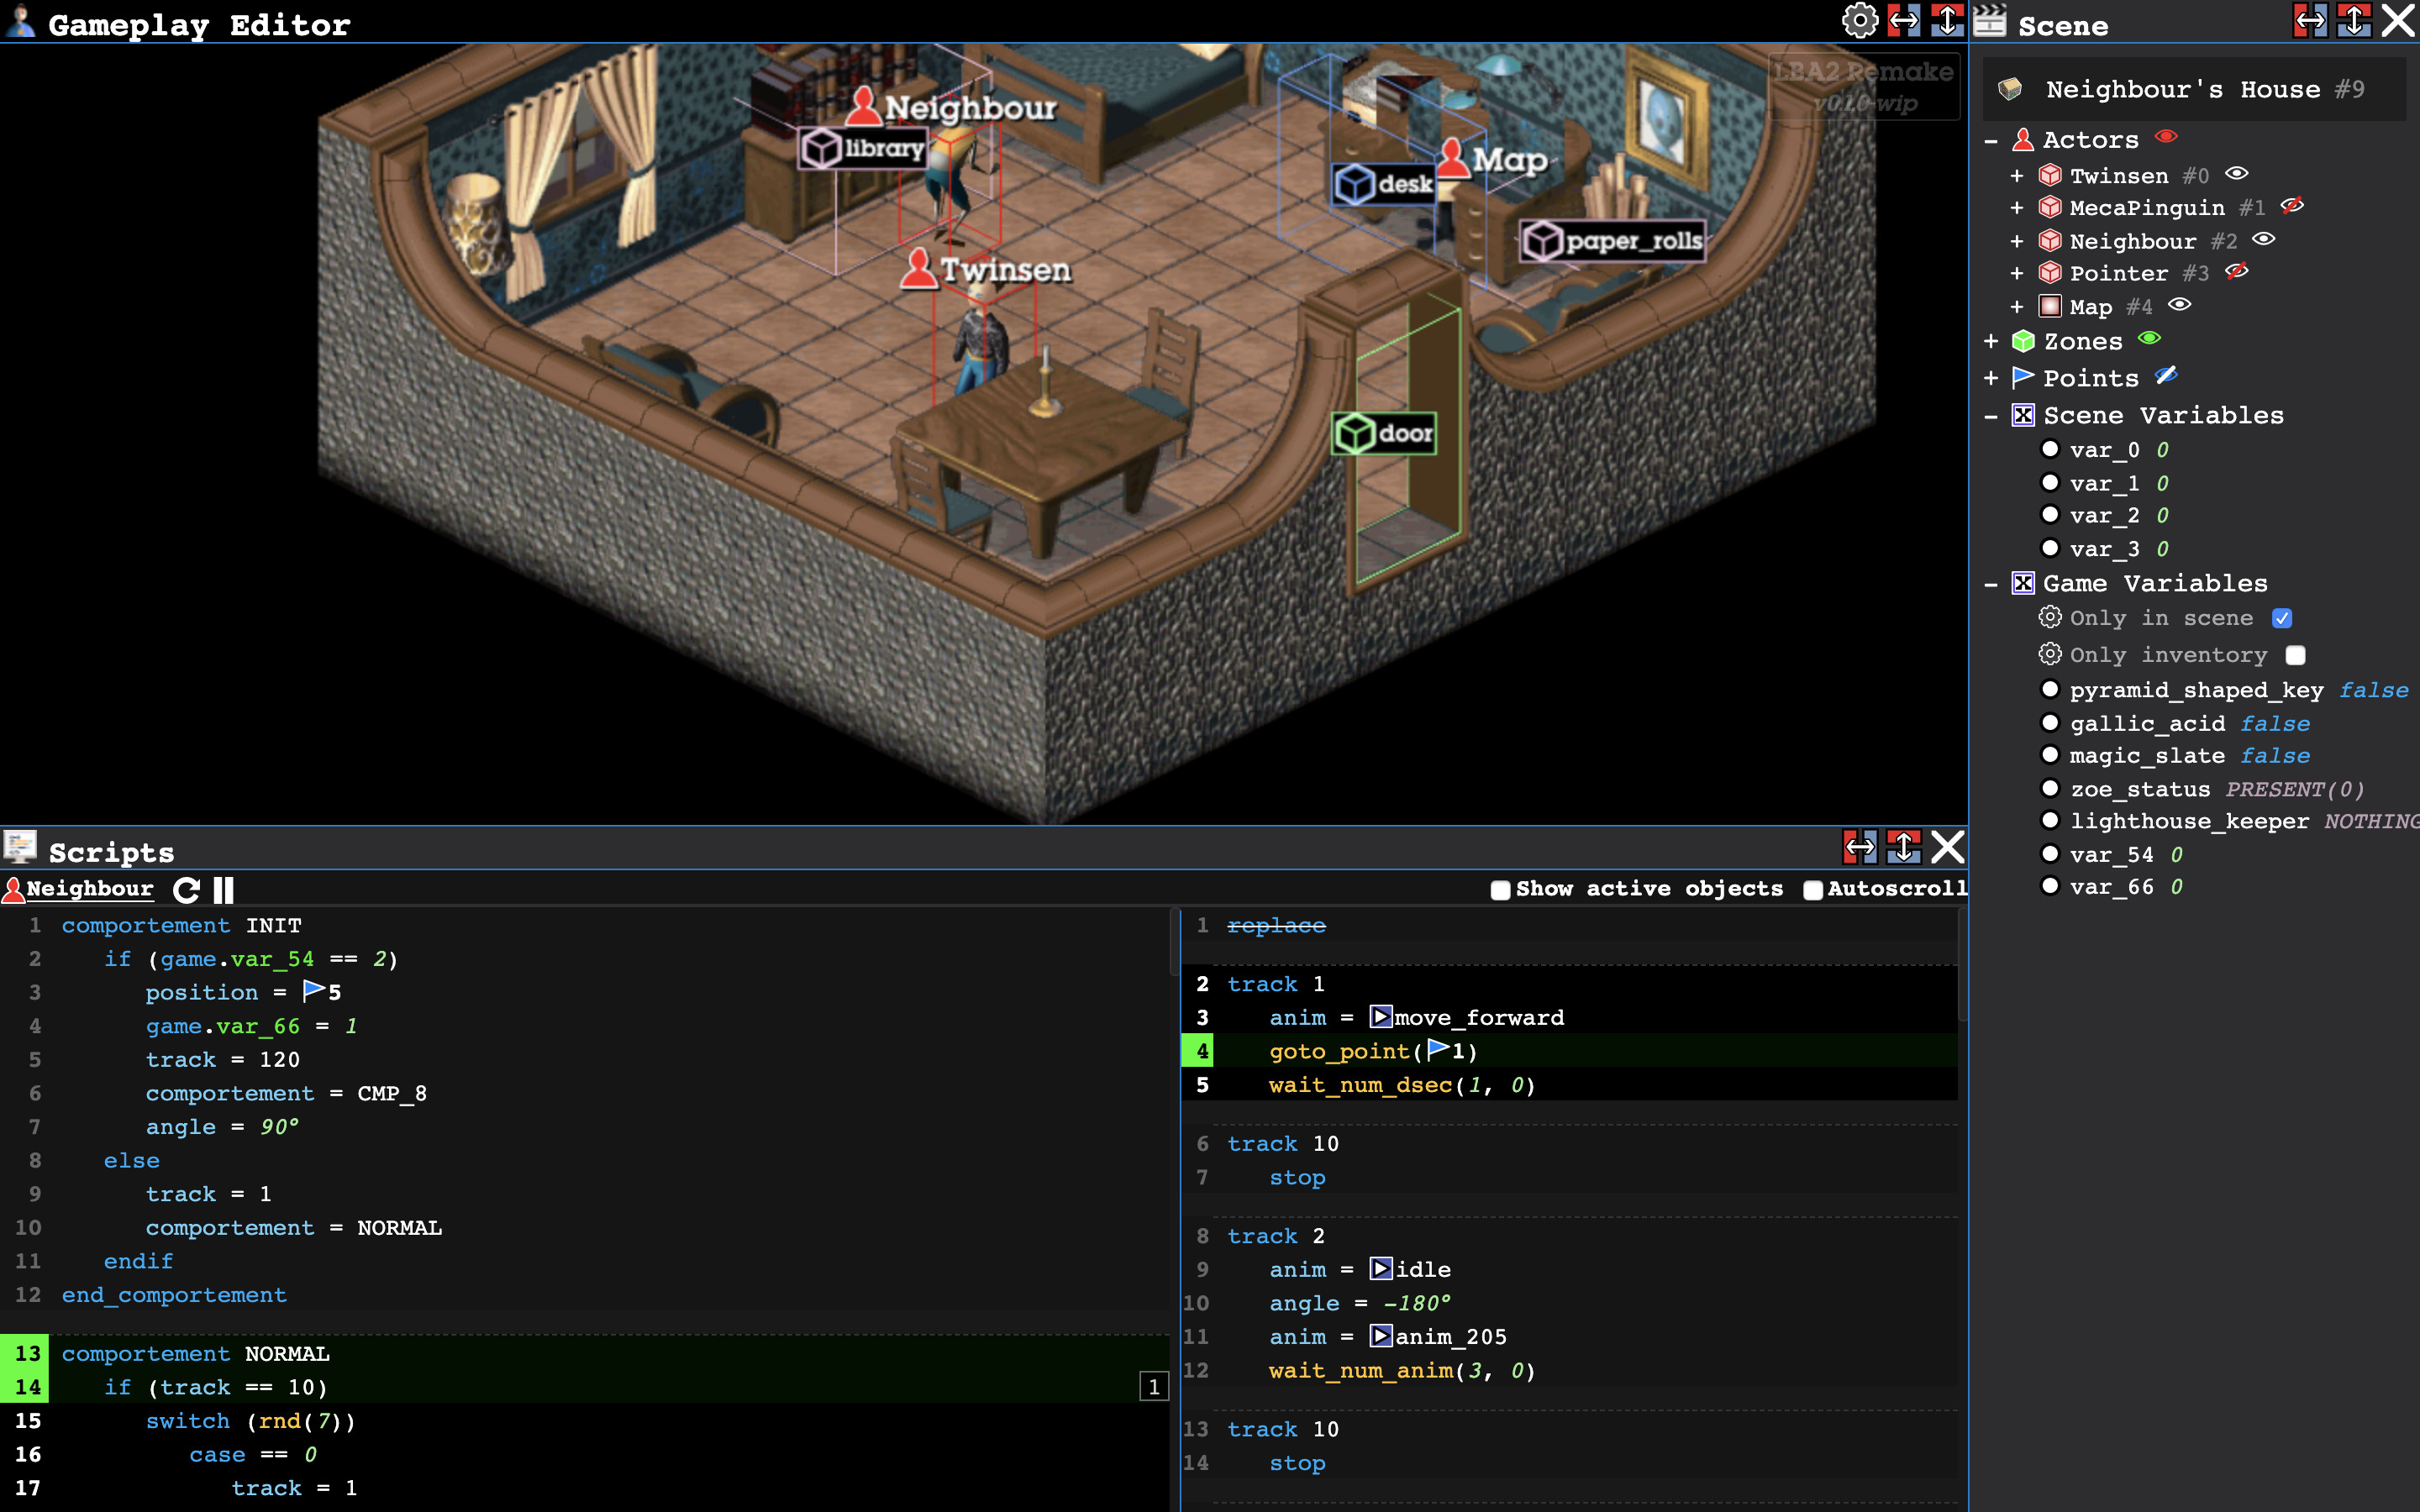 Gameplay Editor
LBA2 Remake
v0.1.0-wip
Neighbour
library
Map
desk
paper_rolls
Twinsen
door
Scene
Neighbour's House #9
Actors
Twinsen #0
MecaPinguin #1
Neighbour #2
Pointer #3
Map #4
Zones
Points
Scene Variables
var_0 0
var_1 0
var_2 0
var_3 0
Game Variables
Only in scene
Only inventory
pyramid_shaped_key false
gallic_acid false
magic_slate false
zoe_status PRESENT(0)
lighthouse_keeper NOTHING
var_54 0
var_66 0
Scripts
Neighbour
Show active objects
Autoscroll
1 comportement INIT
2 if (game.var_54 == 2)
3 position = 5
4 game.var_66 = 1
5 track = 120
6 comportement = CMP_8
7 angle = 90°
8 else
9 track = 1
10 comportement = NORMAL
11 endif
12 end_comportement
13 comportement NORMAL
14 if (track == 10) 1
15 switch (rnd(7))
16 case == 0
17 track = 1
1 replace
2 track 1
3 anim = move_forward
4 goto_point(1)
5 wait_num_dsec(1, 0)
6 track 10
7 stop
8 track 2
9 anim = idle
10 angle = -180°
11 anim = anim_205
12 wait_num_anim(3, 0)
13 track 10
14 stop